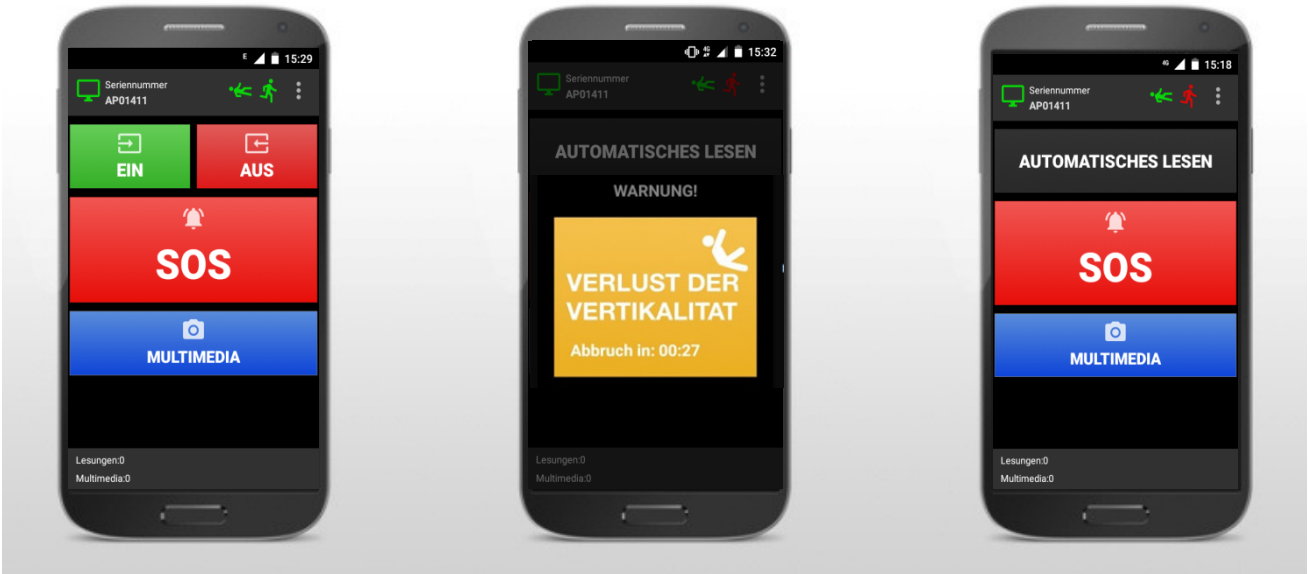 E 15:29
Seriennummer
AP01411
EIN
AUS
SOS
MULTIMEDIA
Lesungen:0
Multimedia:0
4G 15:32
Seriennummer
AP01411
AUTOMATISCHES LESEN
WARNUNG!
VERLUST DER
VERTIKALITAT
Abbruch in: 00:27
Lesungen:0
Multimedia:0
4G 15:18
Seriennummer
AP01411
AUTOMATISCHES LESEN
SOS
MULTIMEDIA
Lesungen:0
Multimedia:0